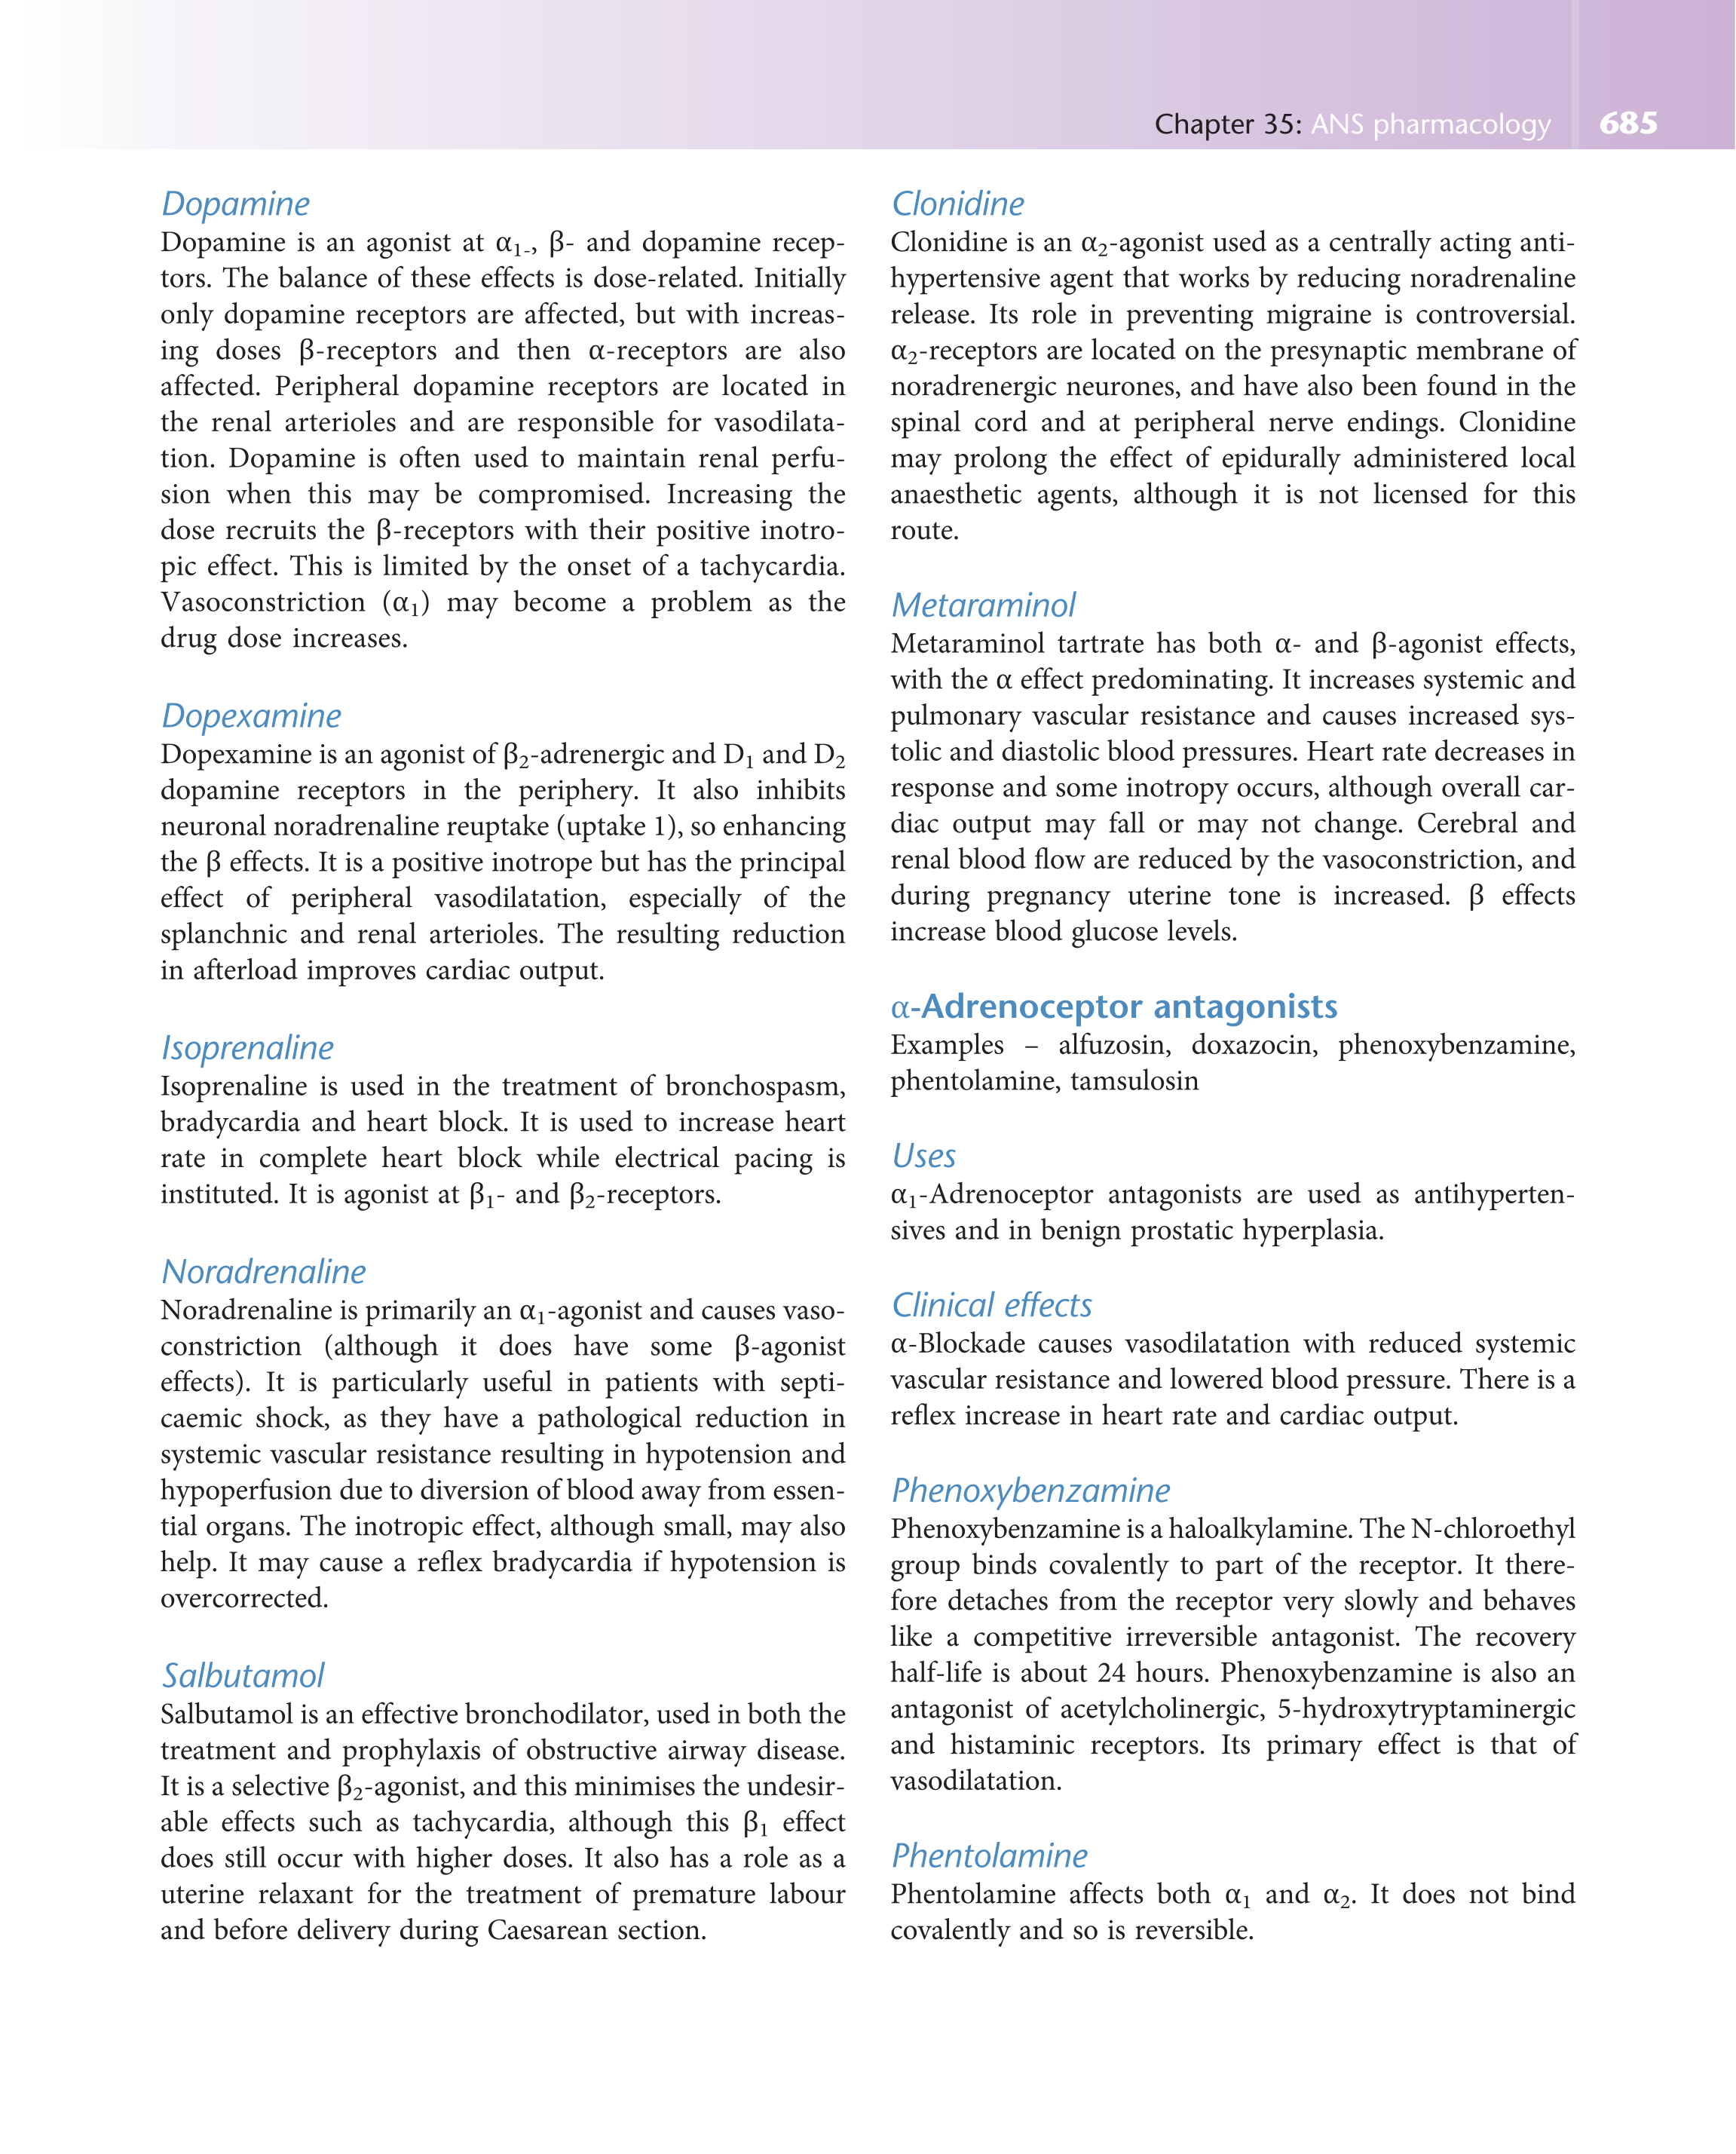 Chapter 35: ANS pharmacology 685
Dopamine
Dopamine is an agonist at α₁-, β- and dopamine recep-
tors. The balance of these effects is dose-related. Initially
only dopamine receptors are affected, but with increas-
ing doses β-receptors and then α-receptors are also
affected. Peripheral dopamine receptors are located in
the renal arterioles and are responsible for vasodilata-
tion. Dopamine is often used to maintain renal perfu-
sion when this may be compromised. Increasing the
dose recruits the β-receptors with their positive inotro-
pic effect. This is limited by the onset of a tachycardia.
Vasoconstriction (α₁) may become a problem as the
drug dose increases.
Dopexamine
Dopexamine is an agonist of β₂-adrenergic and D₁ and D₂
dopamine receptors in the periphery. It also inhibits
neuronal noradrenaline reuptake (uptake 1), so enhancing
the β effects. It is a positive inotrope but has the principal
effect of peripheral vasodilatation, especially of the
splanchnic and renal arterioles. The resulting reduction
in afterload improves cardiac output.
Isoprenaline
Isoprenaline is used in the treatment of bronchospasm,
bradycardia and heart block. It is used to increase heart
rate in complete heart block while electrical pacing is
instituted. It is agonist at β₁- and β₂-receptors.
Noradrenaline
Noradrenaline is primarily an α₁-agonist and causes vaso-
constriction (although it does have some β-agonist
effects). It is particularly useful in patients with septi-
caemic shock, as they have a pathological reduction in
systemic vascular resistance resulting in hypotension and
hypoperfusion due to diversion of blood away from essen-
tial organs. The inotropic effect, although small, may also
help. It may cause a reflex bradycardia if hypotension is
overcorrected.
Salbutamol
Salbutamol is an effective bronchodilator, used in both the
treatment and prophylaxis of obstructive airway disease.
It is a selective β₂-agonist, and this minimises the undesir-
able effects such as tachycardia, although this β₁ effect
does still occur with higher doses. It also has a role as a
uterine relaxant for the treatment of premature labour
and before delivery during Caesarean section.
Clonidine
Clonidine is an α₂-agonist used as a centrally acting anti-
hypertensive agent that works by reducing noradrenaline
release. Its role in preventing migraine is controversial.
α₂-receptors are located on the presynaptic membrane of
noradrenergic neurones, and have also been found in the
spinal cord and at peripheral nerve endings. Clonidine
may prolong the effect of epidurally administered local
anaesthetic agents, although it is not licensed for this
route.
Metaraminol
Metaraminol tartrate has both α- and β-agonist effects,
with the α effect predominating. It increases systemic and
pulmonary vascular resistance and causes increased sys-
tolic and diastolic blood pressures. Heart rate decreases in
response and some inotropy occurs, although overall car-
diac output may fall or may not change. Cerebral and
renal blood flow are reduced by the vasoconstriction, and
during pregnancy uterine tone is increased. β effects
increase blood glucose levels.
α-Adrenoceptor antagonists
Examples – alfuzosin, doxazocin, phenoxybenzamine,
phentolamine, tamsulosin
Uses
α₁-Adrenoceptor antagonists are used as antihyperten-
sives and in benign prostatic hyperplasia.
Clinical effects
α-Blockade causes vasodilatation with reduced systemic
vascular resistance and lowered blood pressure. There is a
reflex increase in heart rate and cardiac output.
Phenoxybenzamine
Phenoxybenzamine is a haloalkylamine. The N-chloroethyl
group binds covalently to part of the receptor. It there-
fore detaches from the receptor very slowly and behaves
like a competitive irreversible antagonist. The recovery
half-life is about 24 hours. Phenoxybenzamine is also an
antagonist of acetylcholinergic, 5-hydroxytryptaminergic
and histaminic receptors. Its primary effect is that of
vasodilatation.
Phentolamine
Phentolamine affects both α₁ and α₂. It does not bind
covalently and so is reversible.